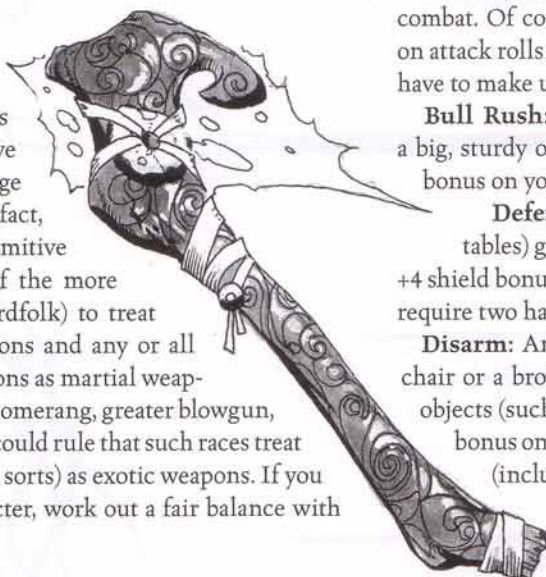 s
ve
ge
fact,
mitive
f the more
rdfolk) to treat
ons and any or all
ons as martial weap-
oomerang, greater blowgun,
could rule that such races treat
sorts) as exotic weapons. If you
cter, work out a fair balance with
combat. Of co
on attack rolls
have to make u
Bull Rush:
a big, sturdy o
bonus on yo
Defe
tables) g
+4 shield bonu
require two ha
Disarm: Ar
chair or a bro
objects (such
bonus on
(inclu